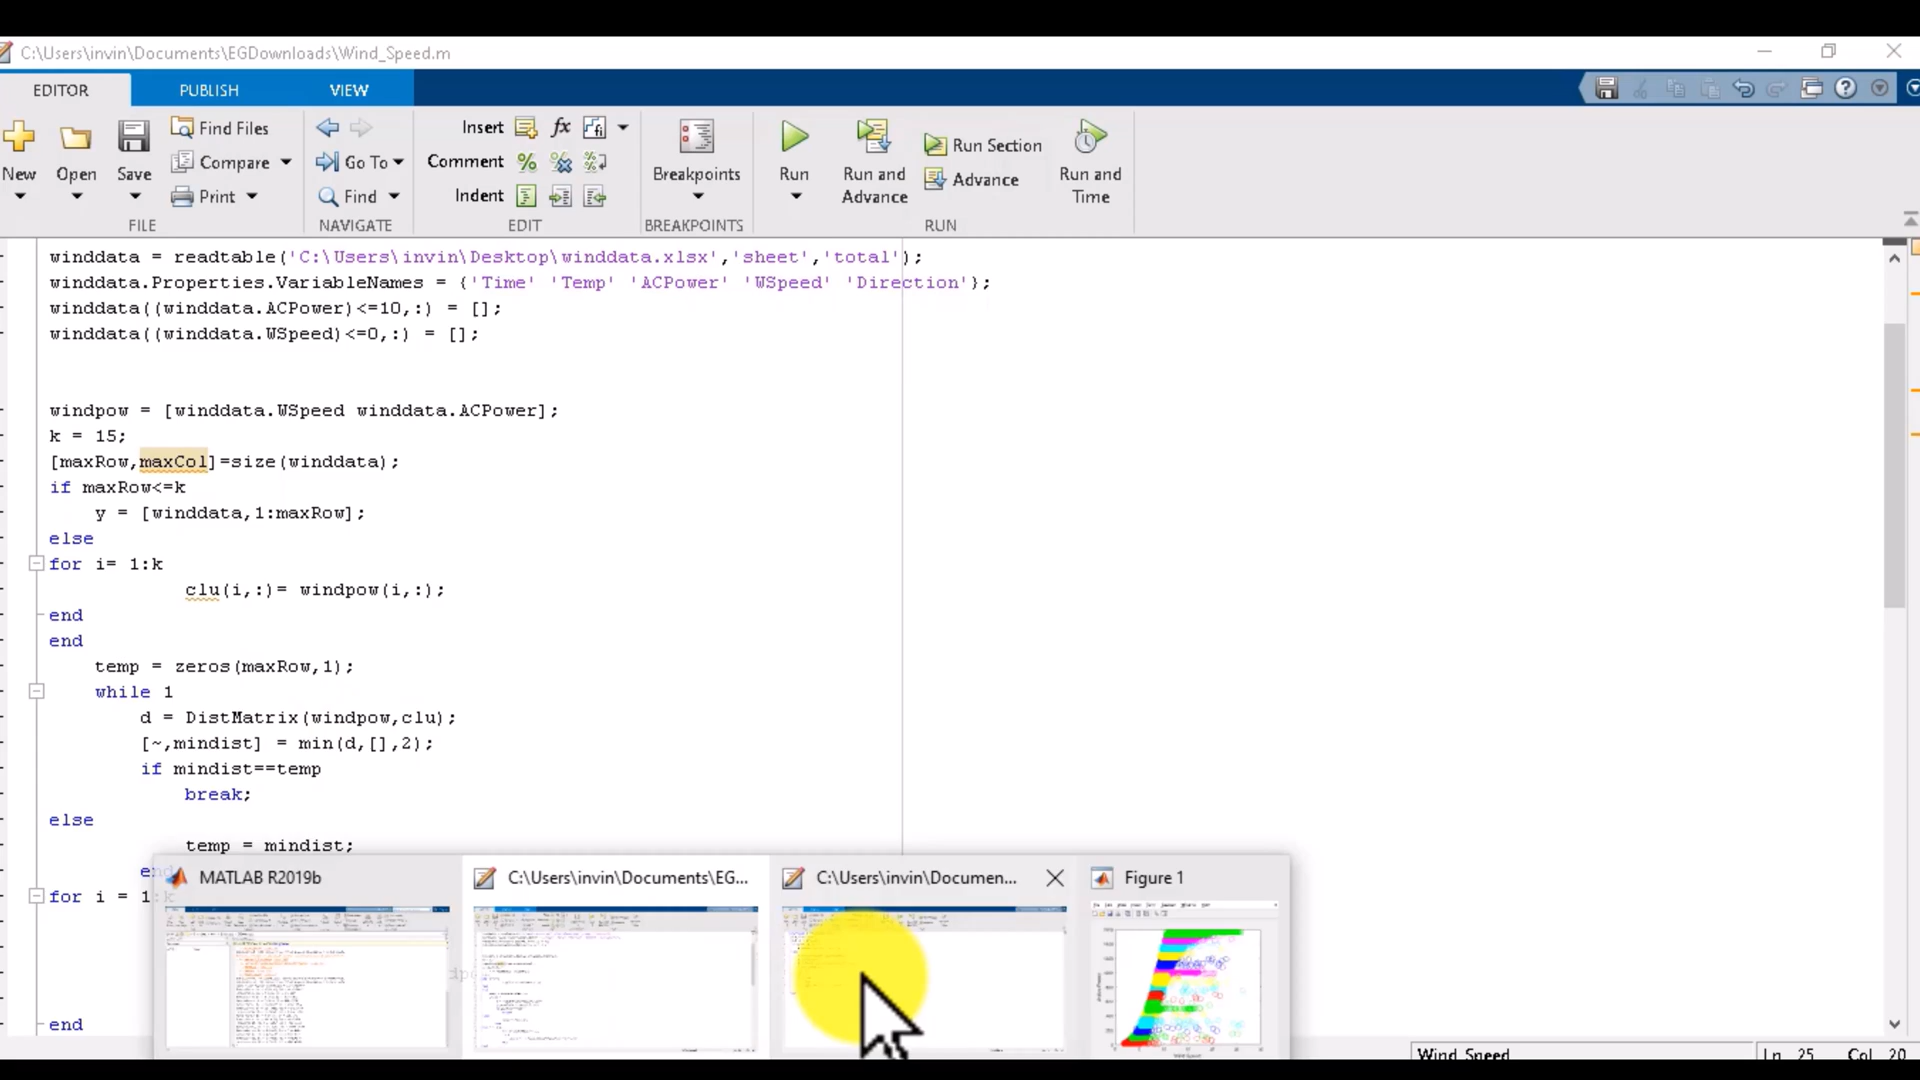 C:\Users\invin\Documents\EGDownloads\Wind_Speed.m
EDITOR PUBLISH VIEW
New Open Save Find Files Compare Print
Go To Find
Insert fx
Comment
Indent
Breakpoints
Run Run and Advance Run Section Advance Run and Time
FILE NAVIGATE EDIT BREAKPOINTS RUN
winddata = readtable('C:\Users\invin\Desktop\winddata.xlsx','sheet','total');
winddata.Properties.VariableNames = {'Time' 'Temp' 'ACPower' 'WSpeed' 'Direction'};
winddata((winddata.ACPower)<=10,:) = [];
winddata((winddata.WSpeed)<=0,:) = [];
windpow = [winddata.WSpeed winddata.ACPower];
k = 15;
[maxRow,maxCol]=size(winddata);
if maxRow<=k
y = [winddata,1:maxRow];
else
for i= 1:k
clu(i,:)= windpow(i,:);
end
end
temp = zeros(maxRow,1);
while 1
d = DistMatrix(windpow,clu);
[~,mindist] = min(d,[],2);
if mindist==temp
break;
else
temp = mindist;
end
for i = 1:k
end
MATLAB R2019b
C:\Users\invin\Documents\EG...
C:\Users\invin\Documen...
Figure 1
Wind_Speed
Ln 25 Col 20